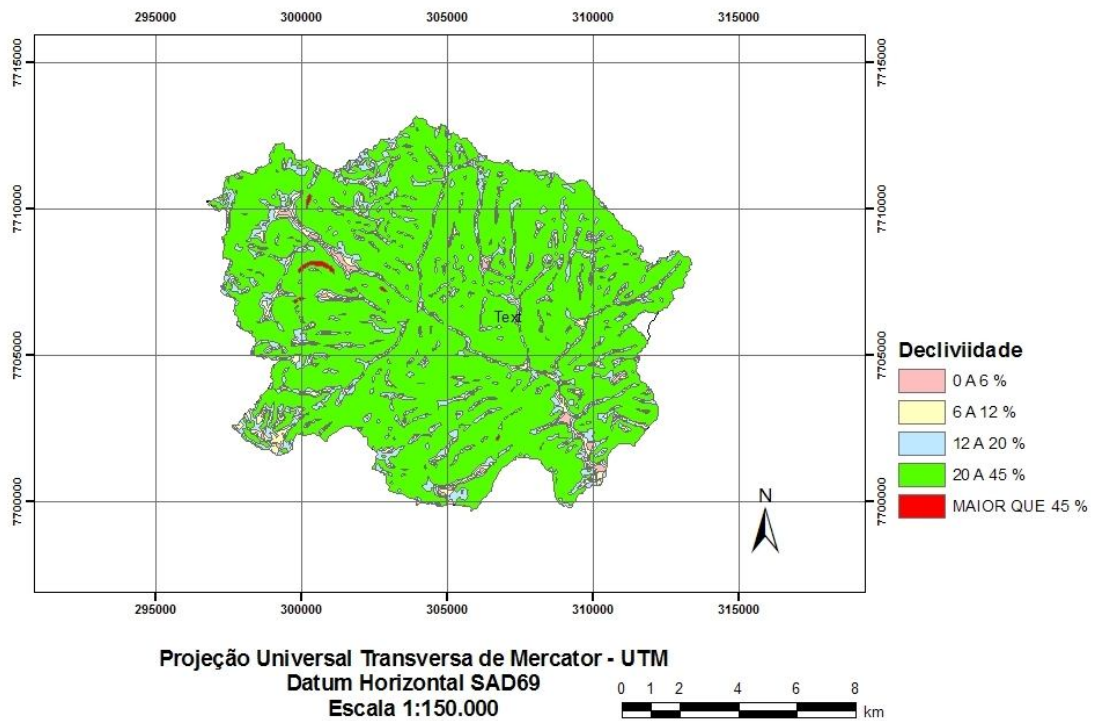 295000 300000 305000 310000 315000
7715000
7715000
7710000
7710000
7705000
7705000
7700000
7700000
Text
Decliviidade
0 A 6 %
6 A 12 %
12 A 20 %
20 A 45 %
MAIOR QUE 45 %
N
295000 300000 305000 310000 315000
Projeção Universal Transversa de Mercator - UTM
Datum Horizontal SAD69
Escala 1:150.000
0 1 2 4 6 8
km